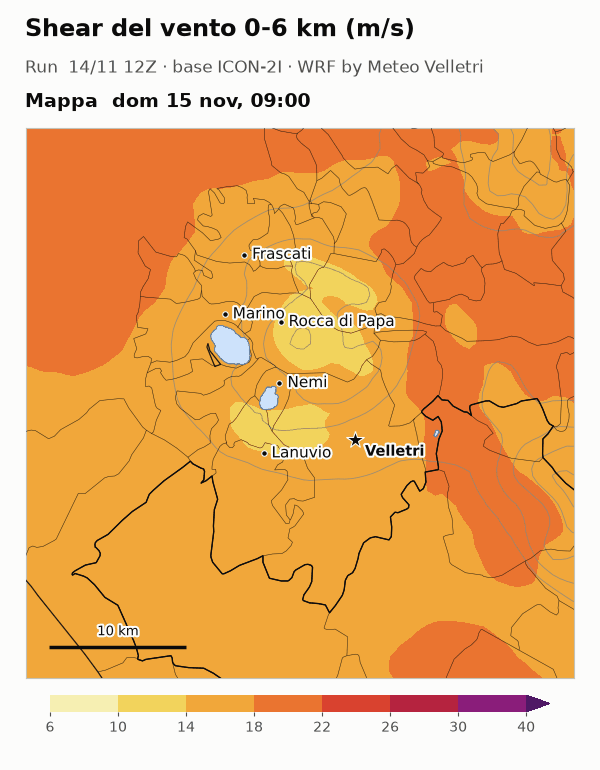 Shear del vento 0-6 km (m/s)
Run  14/11 12Z · base ICON-2I · WRF by Meteo Velletri
Mappa  dom 15 nov, 09:00
Frascati
Marino
Rocca di Papa
Nemi
Velletri
Lanuvio
10 km
6 10 14 18 22 26 30 40